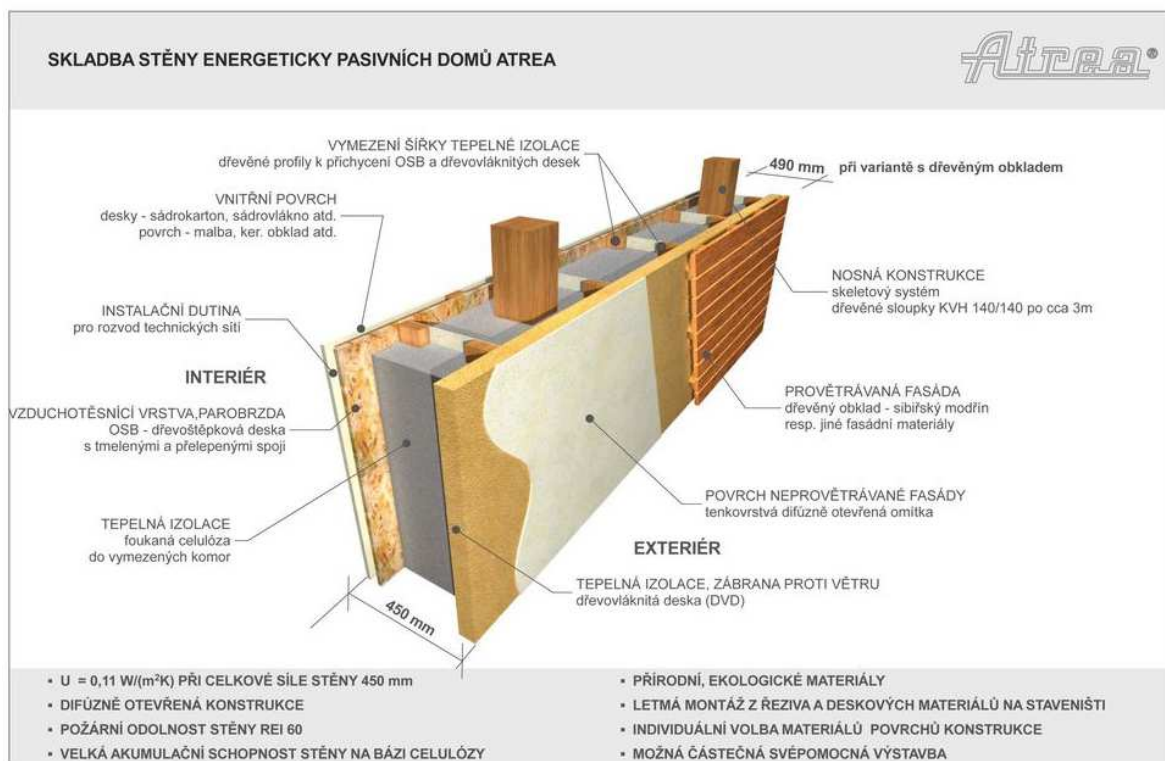 SKLADBA STĚNY ENERGETICKY PASIVNÍCH DOMŮ ATREA
Atrea®
VYMEZENÍ ŠÍŘKY TEPELNÉ IZOLACE
dřevěné profily k přichycení OSB a dřevovláknitých desek
490 mm při variantě s dřevěným obkladem
VNITŘNÍ POVRCH
desky - sádrokarton, sádrovlákno atd.
povrch - malba, ker. obklad atd.
NOSNÁ KONSTRUKCE
skeletový systém
dřevěné sloupky KVH 140/140 po cca 3m
INSTALAČNÍ DUTINA
pro rozvod technických sítí
INTERIÉR
PROVĚTRÁVANÁ FASÁDA
dřevěný obklad - sibiřský modřín
resp. jiné fasádní materiály
VZDUCHOTĚSNÍCÍ VRSTVA,PAROBRZDA
OSB - dřevoštěpková deska
s tmelenými a přelepenými spoji
POVRCH NEPROVĚTRÁVANÉ FASÁDY
tenkovrstvá difúzně otevřená omítka
TEPELNÁ IZOLACE
foukaná celulóza
do vymezených komor
EXTERIÉR
TEPELNÁ IZOLACE, ZÁBRANA PROTI VĚTRU
dřevovláknitá deska (DVD)
450 mm
▪ U = 0,11 W/(m²K) PŘI CELKOVÉ SÍLE STĚNY 450 mm
▪ DIFÚZNĚ OTEVŘENÁ KONSTRUKCE
▪ POŽÁRNÍ ODOLNOST STĚNY REI 60
▪ VELKÁ AKUMULAČNÍ SCHOPNOST STĚNY NA BÁZI CELULÓZY
▪ PŘÍRODNÍ, EKOLOGICKÉ MATERIÁLY
▪ LETMÁ MONTÁŽ Z ŘEZIVA A DESKOVÝCH MATERIÁLŮ NA STAVENIŠTI
▪ INDIVIDUÁLNÍ VOLBA MATERIÁLŮ POVRCHŮ KONSTRUKCE
▪ MOŽNÁ ČÁSTEČNÁ SVÉPOMOCNÁ VÝSTAVBA